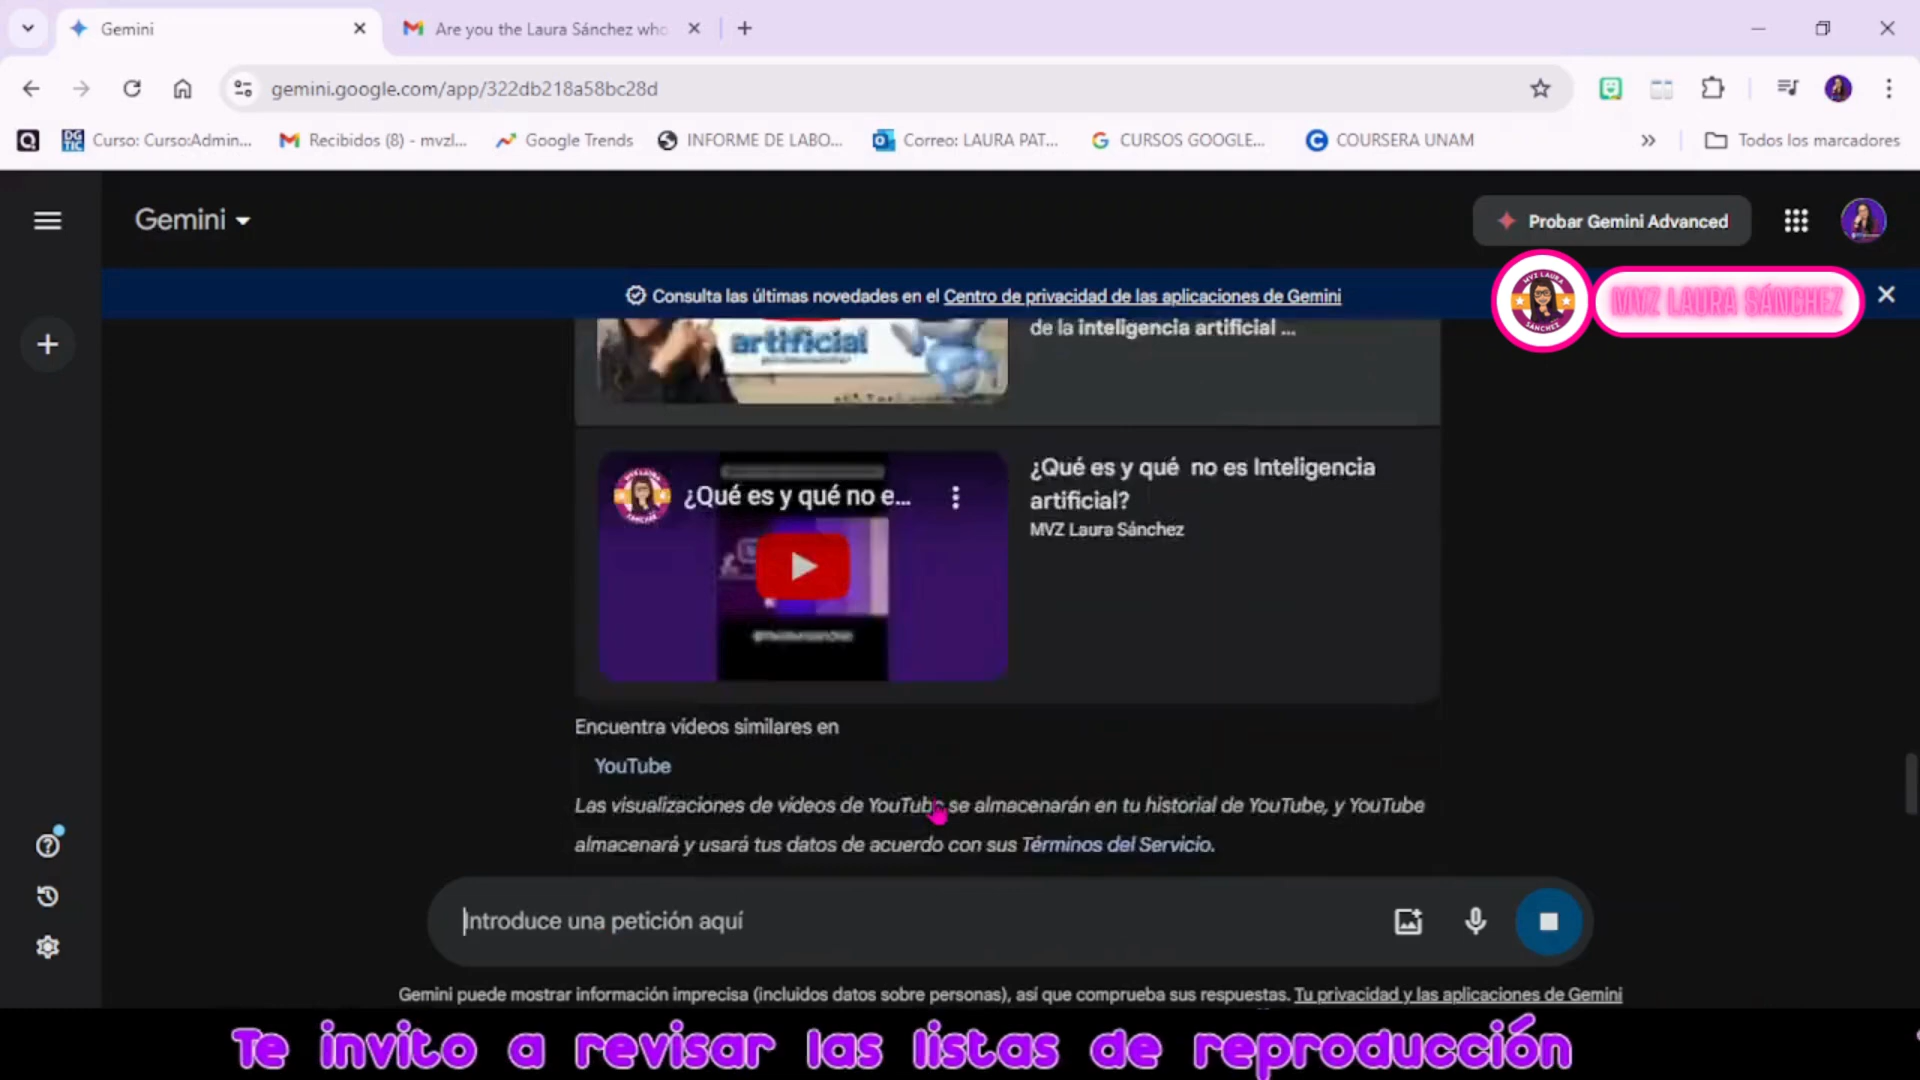 Gemini
Are you the Laura Sánchez who
gemini.google.com/app/322db218a58bc28d
Curso: Curso:Admin...
Recibidos (8) - mvzl...
Google Trends
INFORME DE LABO...
Correo: LAURA PAT...
CURSOS GOOGLE...
COURSERA UNAM
Todos los marcadores
Gemini
Probar Gemini Advanced
Consulta las últimas novedades en el Centro de privacidad de las aplicaciones de Gemini
MVZ LAURA SÁNCHEZ
MVZ LAURA SÁNCHEZ
artificial
de la inteligencia artificial ...
¿Qué es y qué no e...
¿Qué es y qué no es Inteligencia
artificial?
MVZ Laura Sánchez
Encuentra vídeos similares en
YouTube
Las visualizaciones de vídeos de YouTube se almacenarán en tu historial de YouTube, y YouTube
almacenará y usará tus datos de acuerdo con sus Términos del Servicio.
Introduce una petición aquí
Gemini puede mostrar información imprecisa (incluidos datos sobre personas), así que comprueba sus respuestas. Tu privacidad y las aplicaciones de Gemini
Te invito a revisar las listas de reproducción